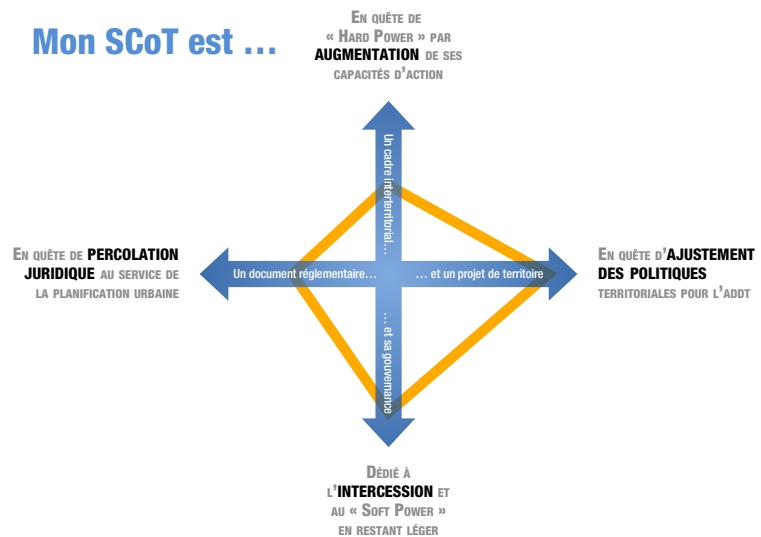 Mon SCoT est …
En quête de
« Hard Power » par
AUGMENTATION de ses
capacités d'action
Un cadre interterritorial…
En quête de PERCOLATION
JURIDIQUE au service de
la planification urbaine
Un document réglementaire…
… et un projet de territoire
En quête d'AJUSTEMENT
DES POLITIQUES
territoriales pour l'ADDT
… et sa gouvernance
Dédié à
l'INTERCESSION et
au « Soft Power »
en restant léger